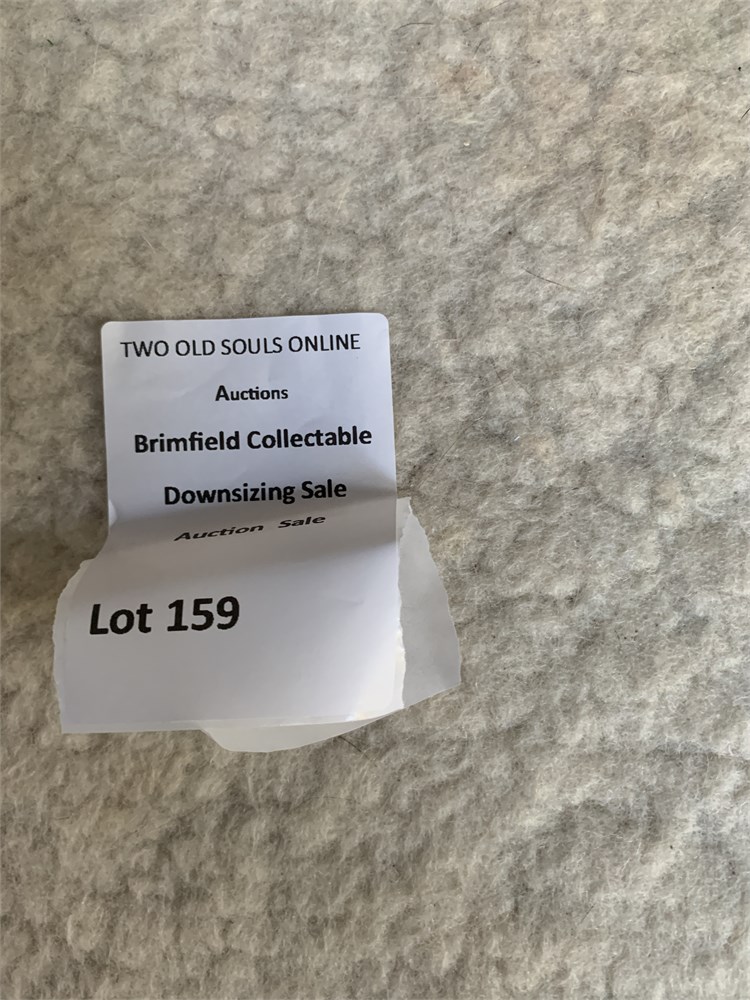 TWO OLD SOULS ONLINE
Auctions
Brimfield Collectable
Downsizing Sale
Auction Sale
Lot 159